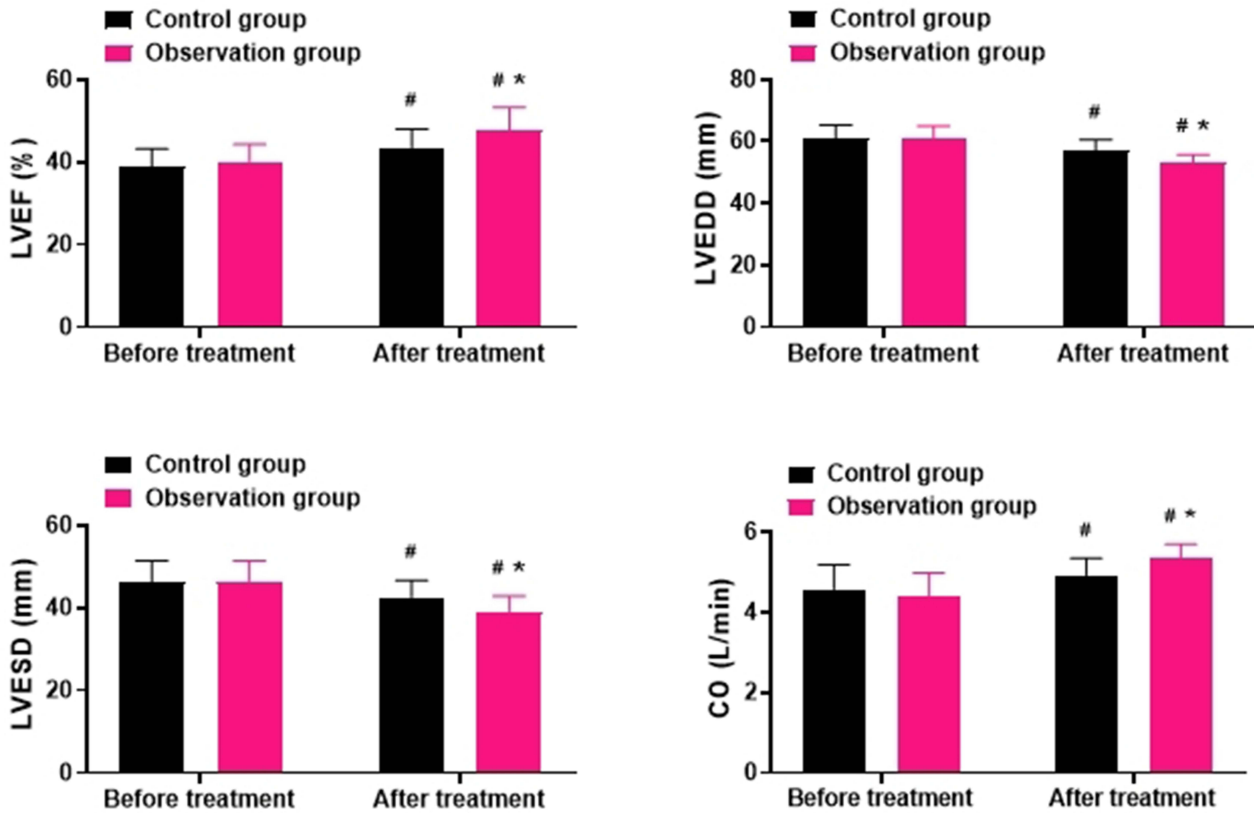 Control group
Observation group
LVEF (%)
60
40
20
0
#
# *
Before treatment
After treatment
Control group
Observation group
LVEDD (mm)
80
60
40
20
0
#
# *
Before treatment
After treatment
Control group
Observation group
LVESD (mm)
60
40
20
0
#
# *
Before treatment
After treatment
Control group
Observation group
CO (L/min)
6
4
2
0
#
# *
Before treatment
After treatment